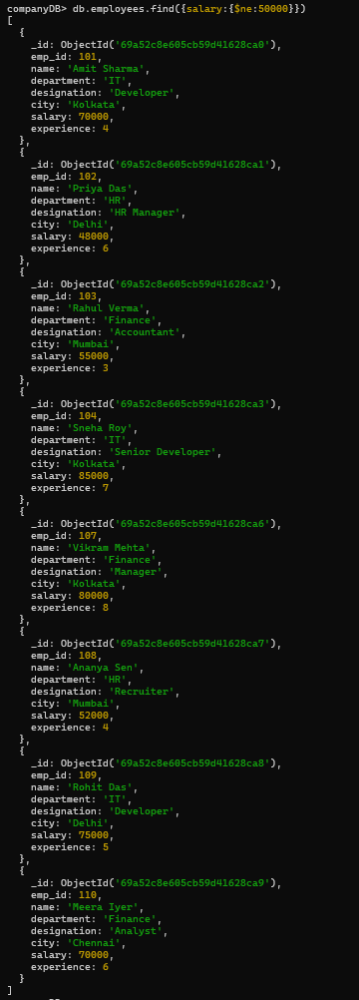 companyDB> db.employees.find({salary:{$ne:50000}})
[
  {
    _id: ObjectId('69a52c8e605cb59d41628ca0'),
    emp_id: 101,
    name: 'Amit Sharma',
    department: 'IT',
    designation: 'Developer',
    city: 'Kolkata',
    salary: 70000,
    experience: 4
  },
  {
    _id: ObjectId('69a52c8e605cb59d41628ca1'),
    emp_id: 102,
    name: 'Priya Das',
    department: 'HR',
    designation: 'HR Manager',
    city: 'Delhi',
    salary: 48000,
    experience: 6
  },
  {
    _id: ObjectId('69a52c8e605cb59d41628ca2'),
    emp_id: 103,
    name: 'Rahul Verma',
    department: 'Finance',
    designation: 'Accountant',
    city: 'Mumbai',
    salary: 55000,
    experience: 3
  },
  {
    _id: ObjectId('69a52c8e605cb59d41628ca3'),
    emp_id: 104,
    name: 'Sneha Roy',
    department: 'IT',
    designation: 'Senior Developer',
    city: 'Kolkata',
    salary: 85000,
    experience: 7
  },
  {
    _id: ObjectId('69a52c8e605cb59d41628ca6'),
    emp_id: 107,
    name: 'Vikram Mehta',
    department: 'Finance',
    designation: 'Manager',
    city: 'Kolkata',
    salary: 80000,
    experience: 8
  },
  {
    _id: ObjectId('69a52c8e605cb59d41628ca7'),
    emp_id: 108,
    name: 'Ananya Sen',
    department: 'HR',
    designation: 'Recruiter',
    city: 'Mumbai',
    salary: 52000,
    experience: 4
  },
  {
    _id: ObjectId('69a52c8e605cb59d41628ca8'),
    emp_id: 109,
    name: 'Rohit Das',
    department: 'IT',
    designation: 'Developer',
    city: 'Delhi',
    salary: 75000,
    experience: 5
  },
  {
    _id: ObjectId('69a52c8e605cb59d41628ca9'),
    emp_id: 110,
    name: 'Meera Iyer',
    department: 'Finance',
    designation: 'Analyst',
    city: 'Chennai',
    salary: 70000,
    experience: 6
  }
]